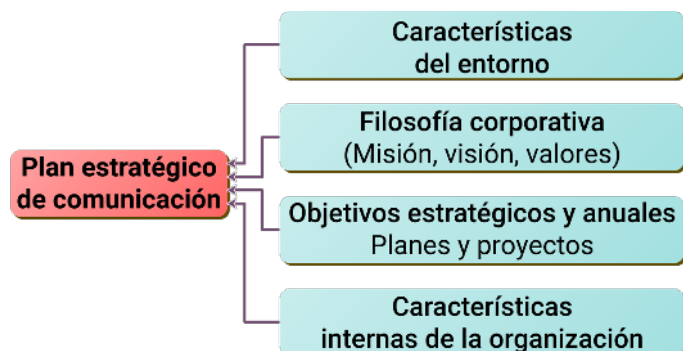 Características
del entorno
Filosofía corporativa
(Misión, visión, valores)
Plan estratégico
de comunicación
Objetivos estratégicos y anuales
Planes y proyectos
Características
internas de la organización